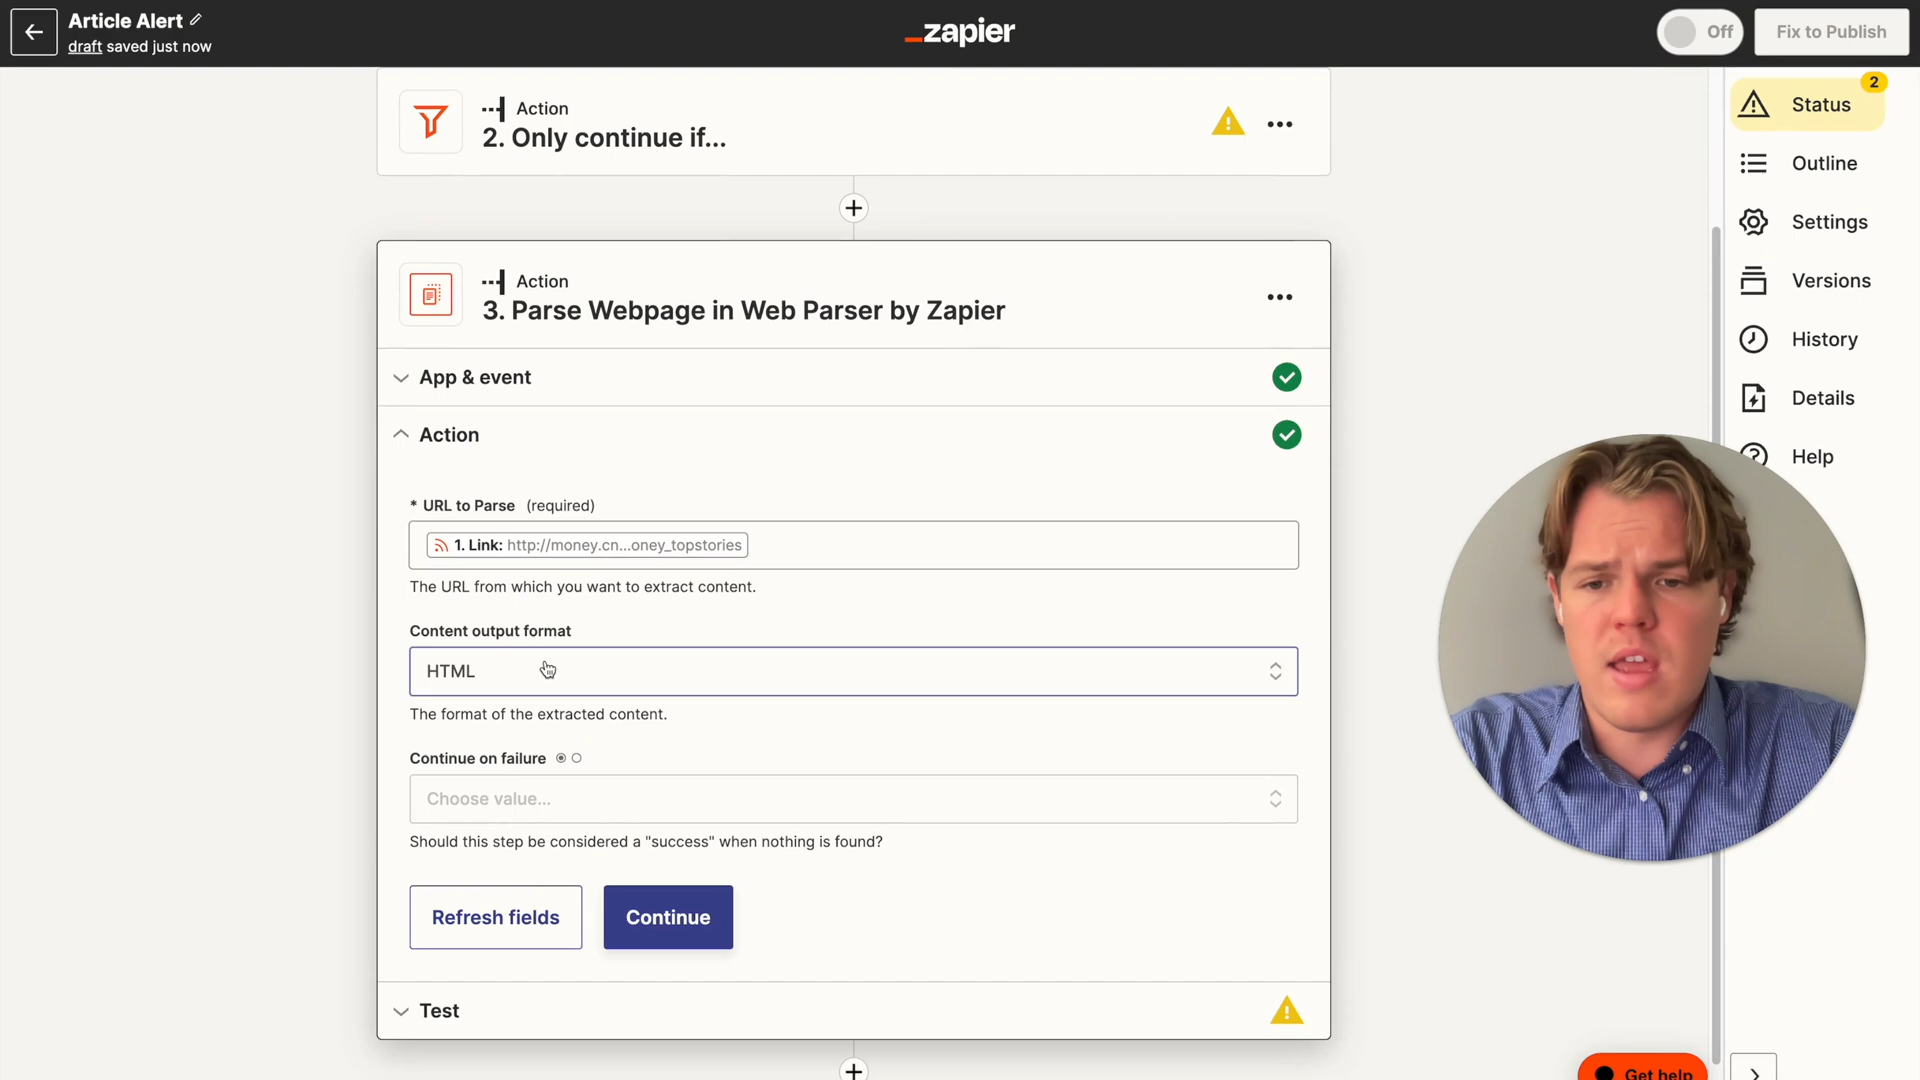 Article Alert
draft saved just now
zapier
Off
Fix to Publish
Action
2. Only continue if...
Action
3. Parse Webpage in Web Parser by Zapier
App & event
Action
* URL to Parse (required)
1. Link: http://money.cn...oney_topstories
The URL from which you want to extract content.
Content output format
HTML
The format of the extracted content.
Continue on failure
Choose value...
Should this step be considered a "success" when nothing is found?
Refresh fields
Continue
Test
2
Status
Outline
Settings
Versions
History
Details
Help
Get help